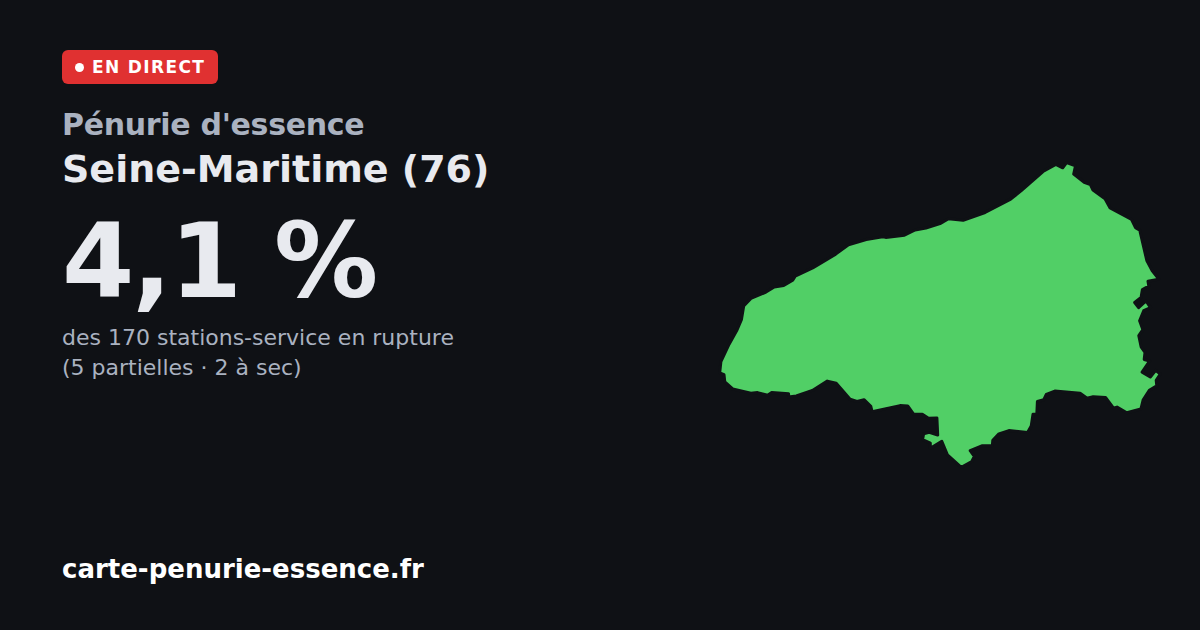 EN DIRECT
Pénurie d'essence
Seine-Maritime (76)
4,1 %
des 170 stations-service en rupture
(5 partielles · 2 à sec)
carte-penurie-essence.fr